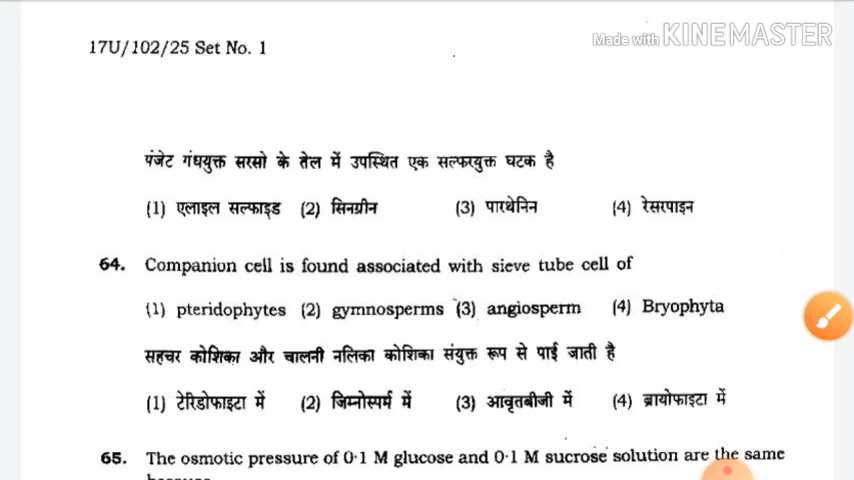 17U/102/25 Set No. 1
Made with KINEMASTER
पंजेट गंधयुक्त सरसो के तेल में उपस्थित एक सल्फरयुक्त घटक है
(1) एलाइल सल्फाइड (2) सिनग्रीन (3) पारथेनिन (4) रेसरपाइन
64. Companion cell is found associated with sieve tube cell of
(1) pteridophytes (2) gymnosperms (3) angiosperm (4) Bryophyta
सहचर कोशिका और चालनी नलिका कोशिका संयुक्त रूप से पाई जाती है
(1) टेरिडोफाइटा में (2) जिम्नोस्पर्म में (3) आवृतबीजी में (4) ब्रायोफाइटा में
65. The osmotic pressure of 0·1 M glucose and 0·1 M sucrose solution are the same